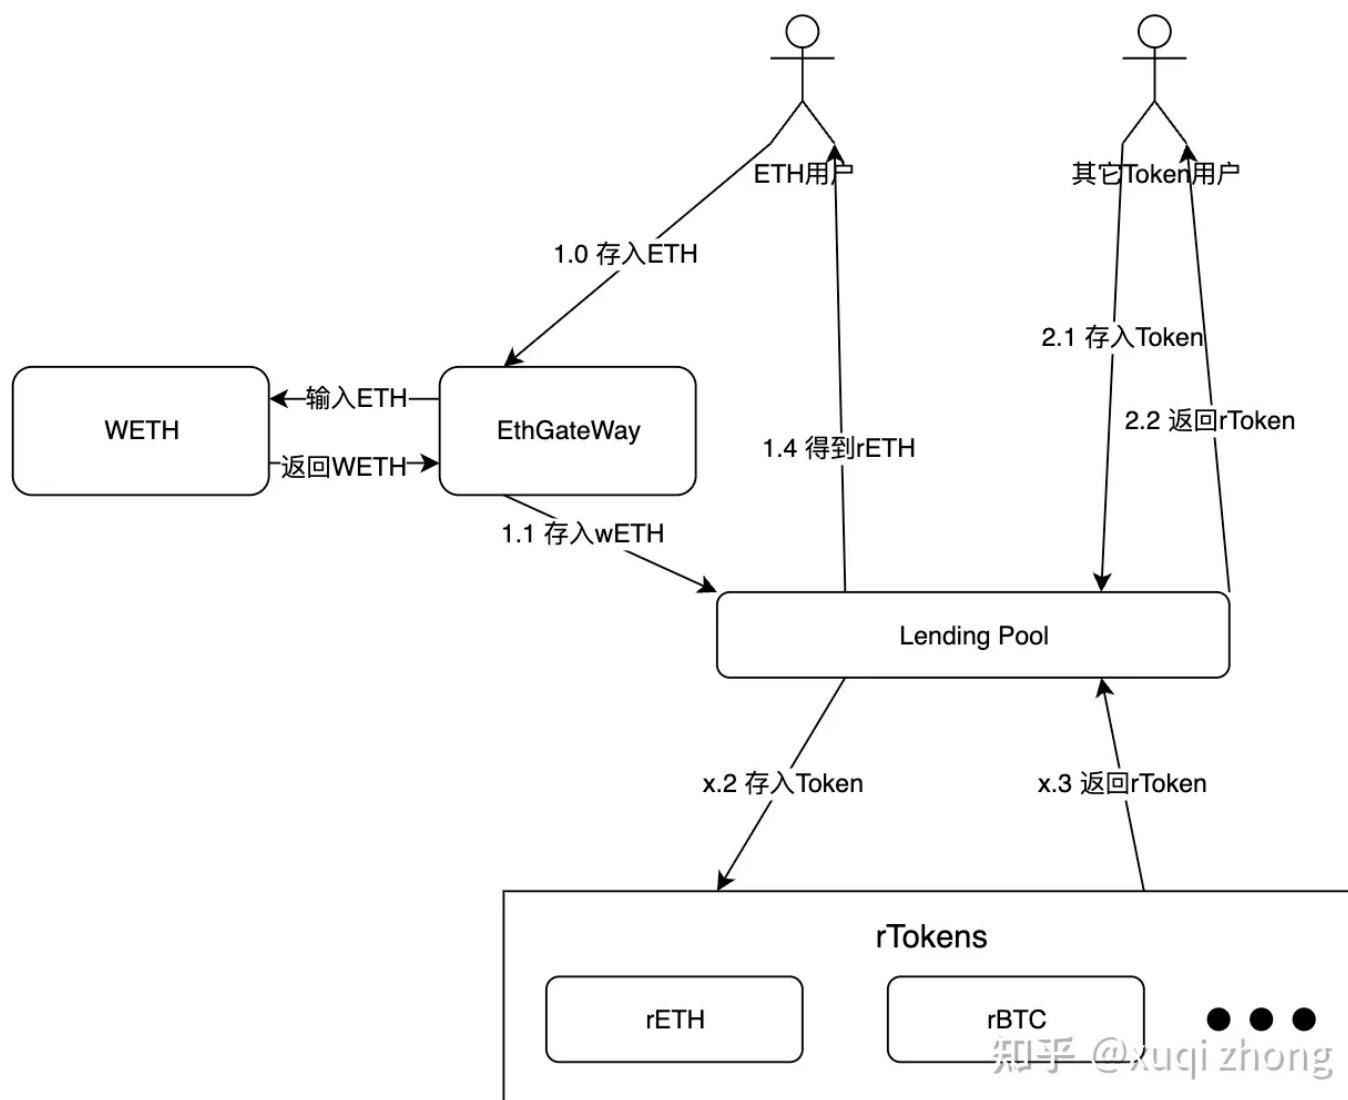 ETH用户
其它Token用户
1.0 存入ETH
2.1 存入Token
WETH
输入ETH
返回WETH
EthGateWay
1.4 得到rETH
2.2 返回rToken
1.1 存入wETH
Lending Pool
x.2 存入Token
x.3 返回rToken
rTokens
rETH
rBTC
知乎 @xuqi zhong